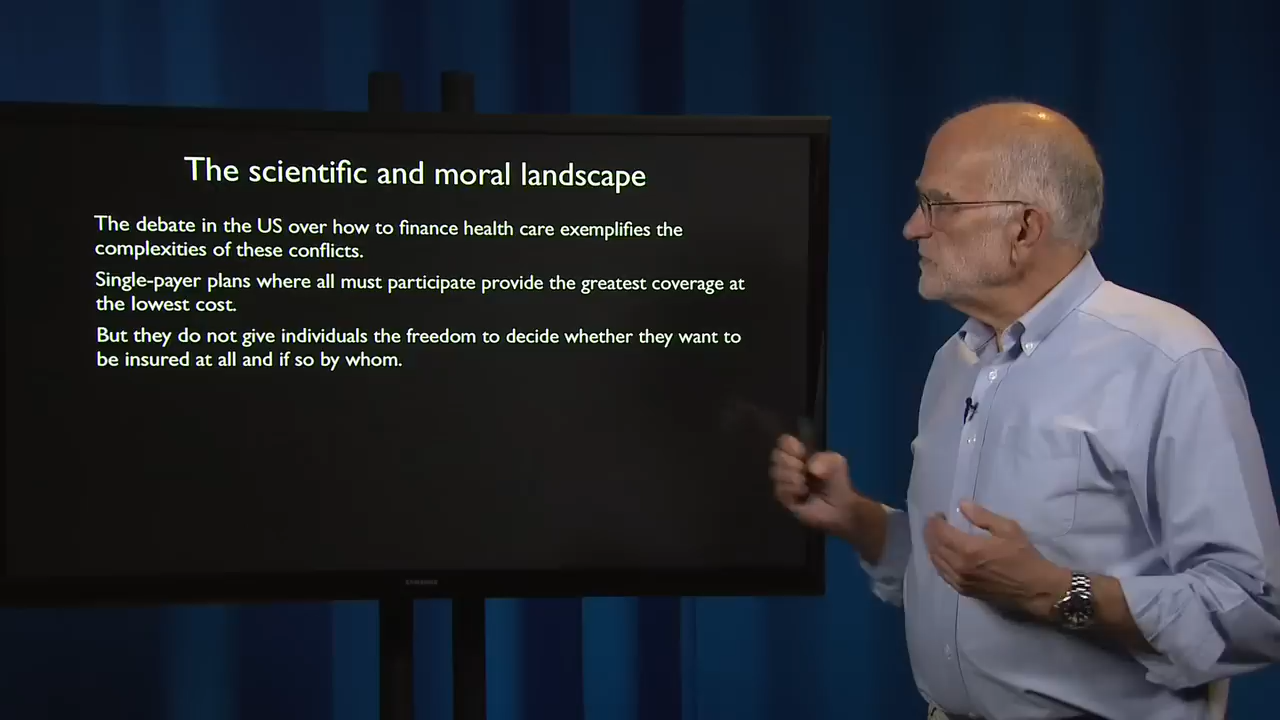 The scientific and moral landscape
The debate in the US over how to finance health care exemplifies the
complexities of these conflicts.
Single-payer plans where all must participate provide the greatest coverage at
the lowest cost.
But they do not give individuals the freedom to decide whether they want to
be insured at all and if so by whom.
SAMSUNG